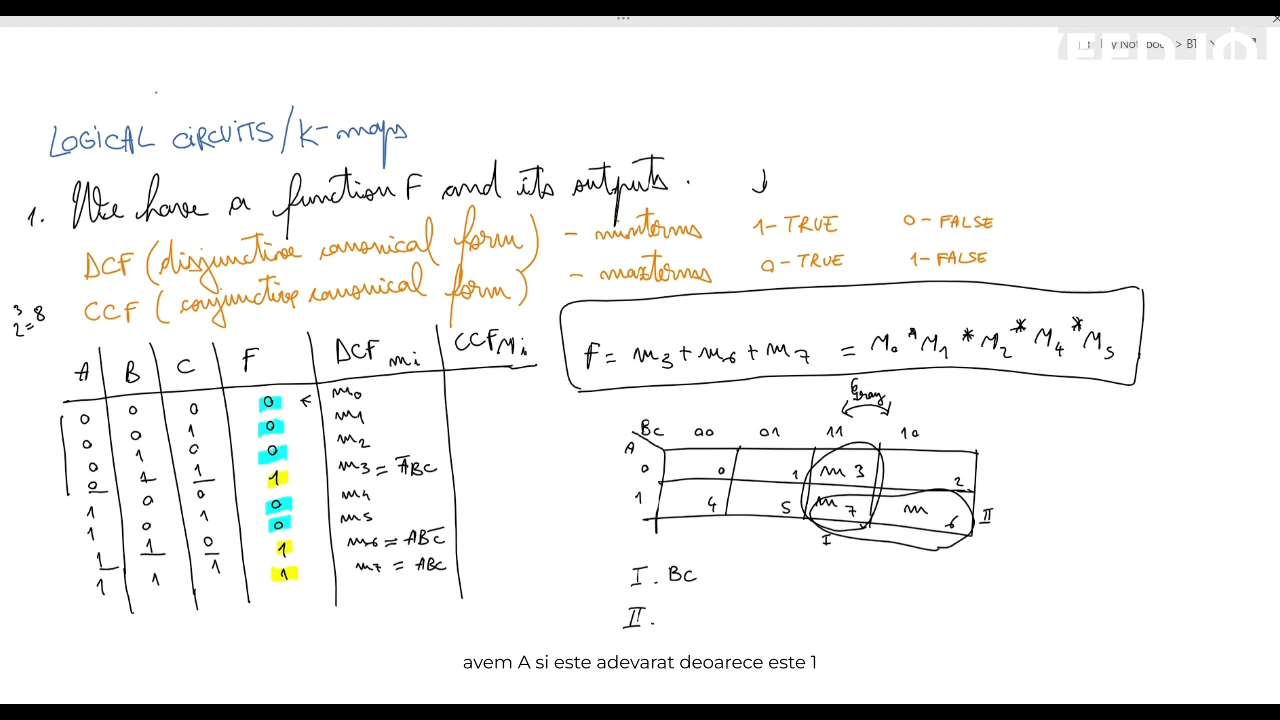 My Notebook > BT
LOGICAL CIRCUITS / K-maps
1. We have a function F and its outputs.
DCF (disjunctive canonical form) - minterms 1-TRUE 0-FALSE
CCF (conjunctive canonical form) - maxterms 0-TRUE 1-FALSE
2³=8
A B C F DCF mi CCF Mi
0 0 0 0 m0
0 0 1 0 m1
0 1 0 0 m2
0 1 1 1 m3 = A̅BC
1 0 0 0 m4
1 0 1 0 m5
1 1 0 1 m6 = ABC̅
1 1 1 1 m7 = ABC
f = m3 + m6 + m7 = M0 * M1 * M2 * M4 * M5
Gray
BC 00 01 11 10
A
0 0 1 m3 2
1 4 5 m7 m6 II
I
I. BC
II.
avem A si este adevarat deoarece este 1